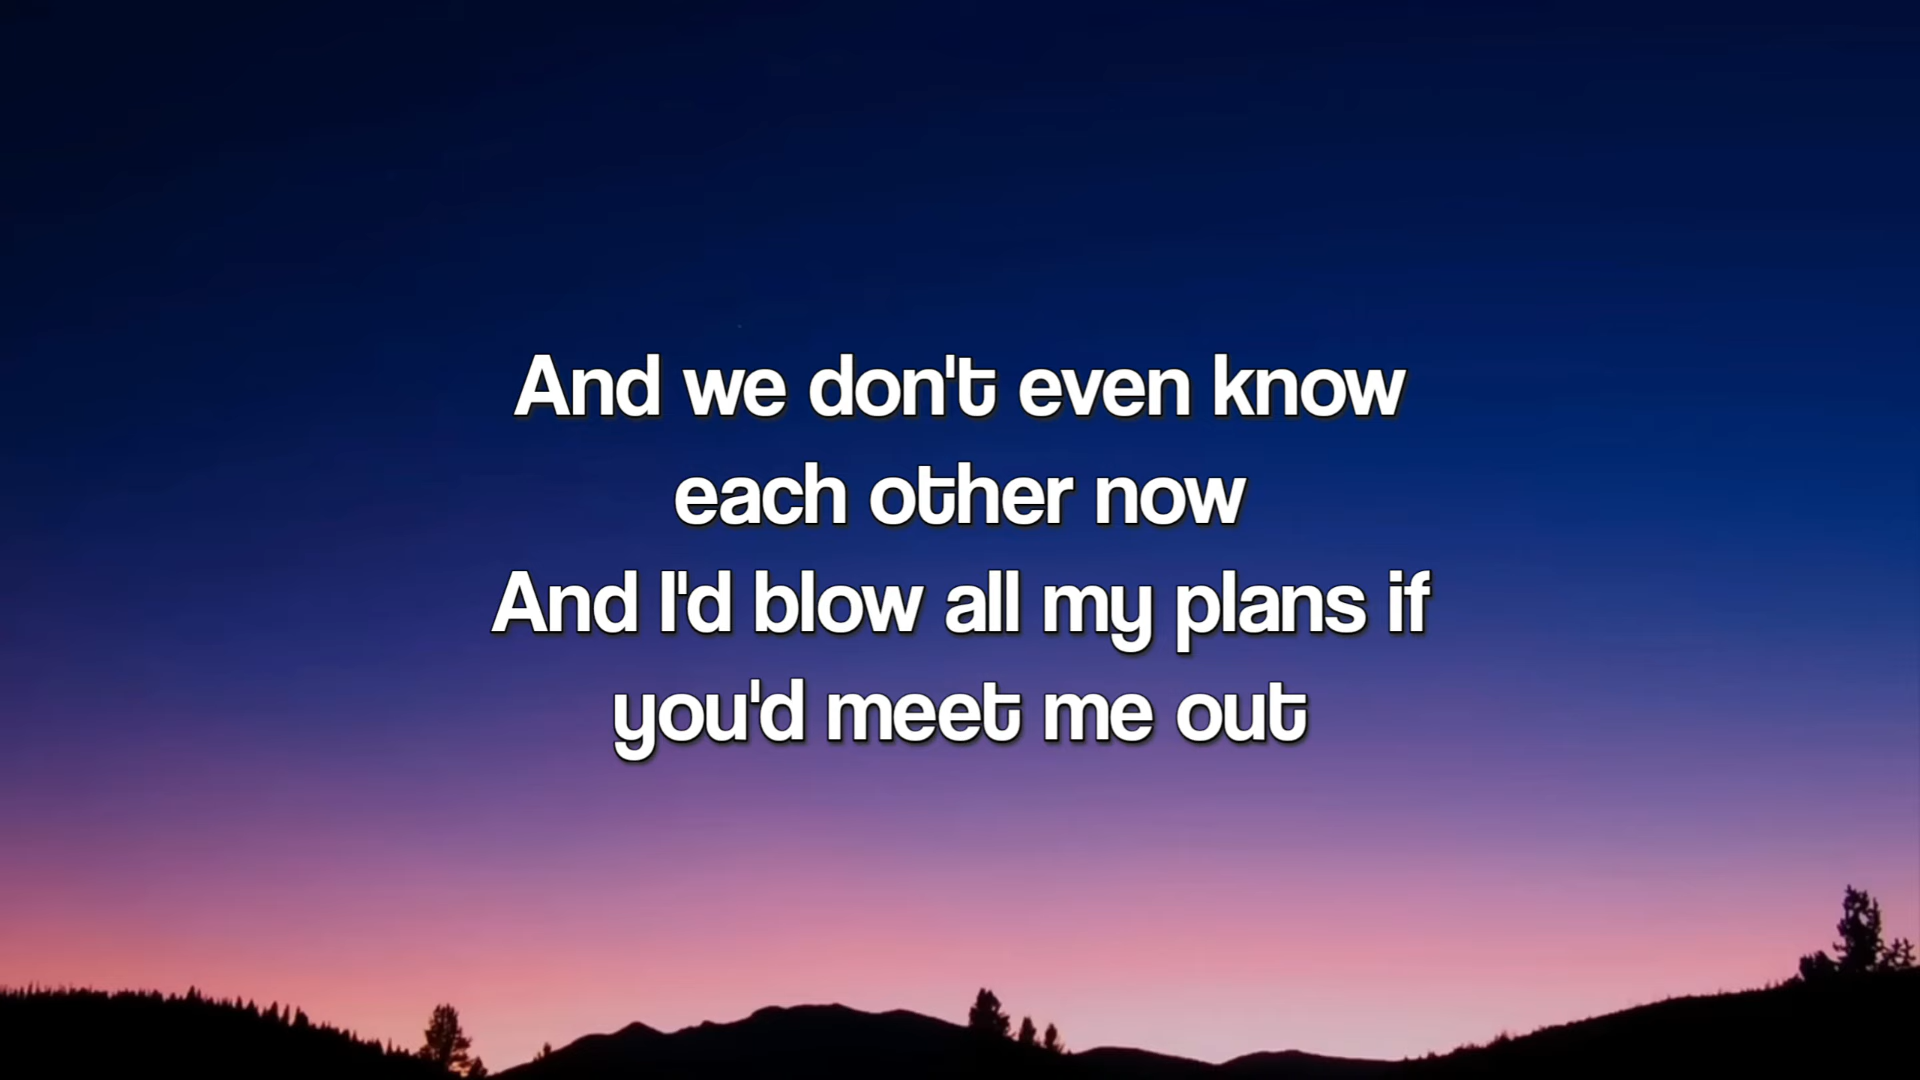 And we don't even know
each other now
And I'd blow all my plans if
you'd meet me out